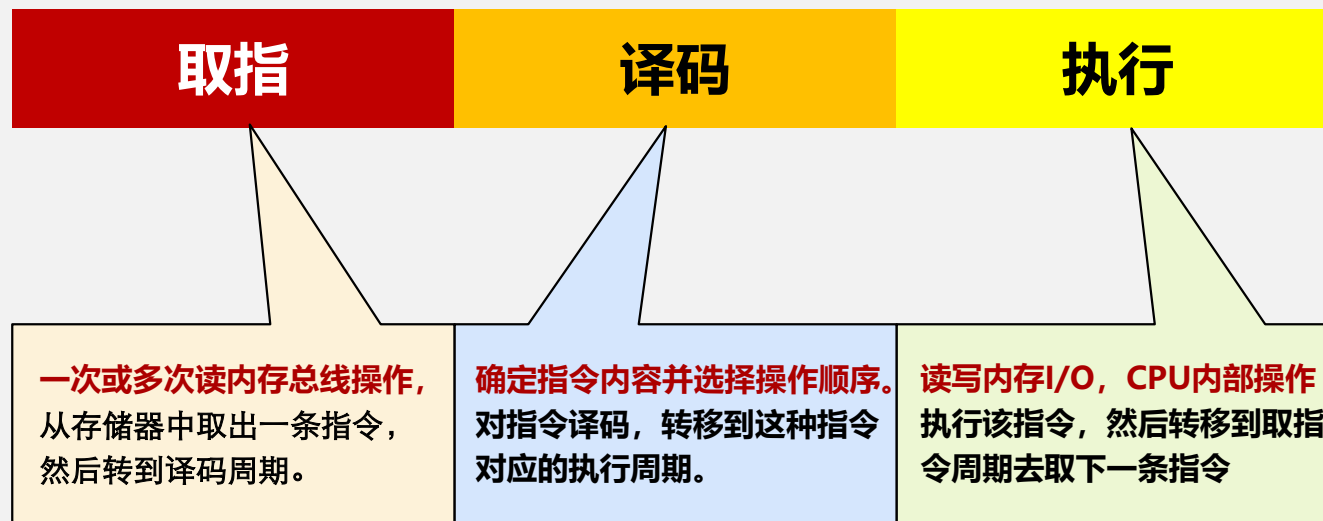 取指
译码
执行
一次或多次读内存总线操作，
从存储器中取出一条指令，
然后转到译码周期。
确定指令内容并选择操作顺序。
对指令译码，转移到这种指令
对应的执行周期。
读写内存I/O，CPU内部操作
执行该指令，然后转移到取指
令周期去取下一条指令